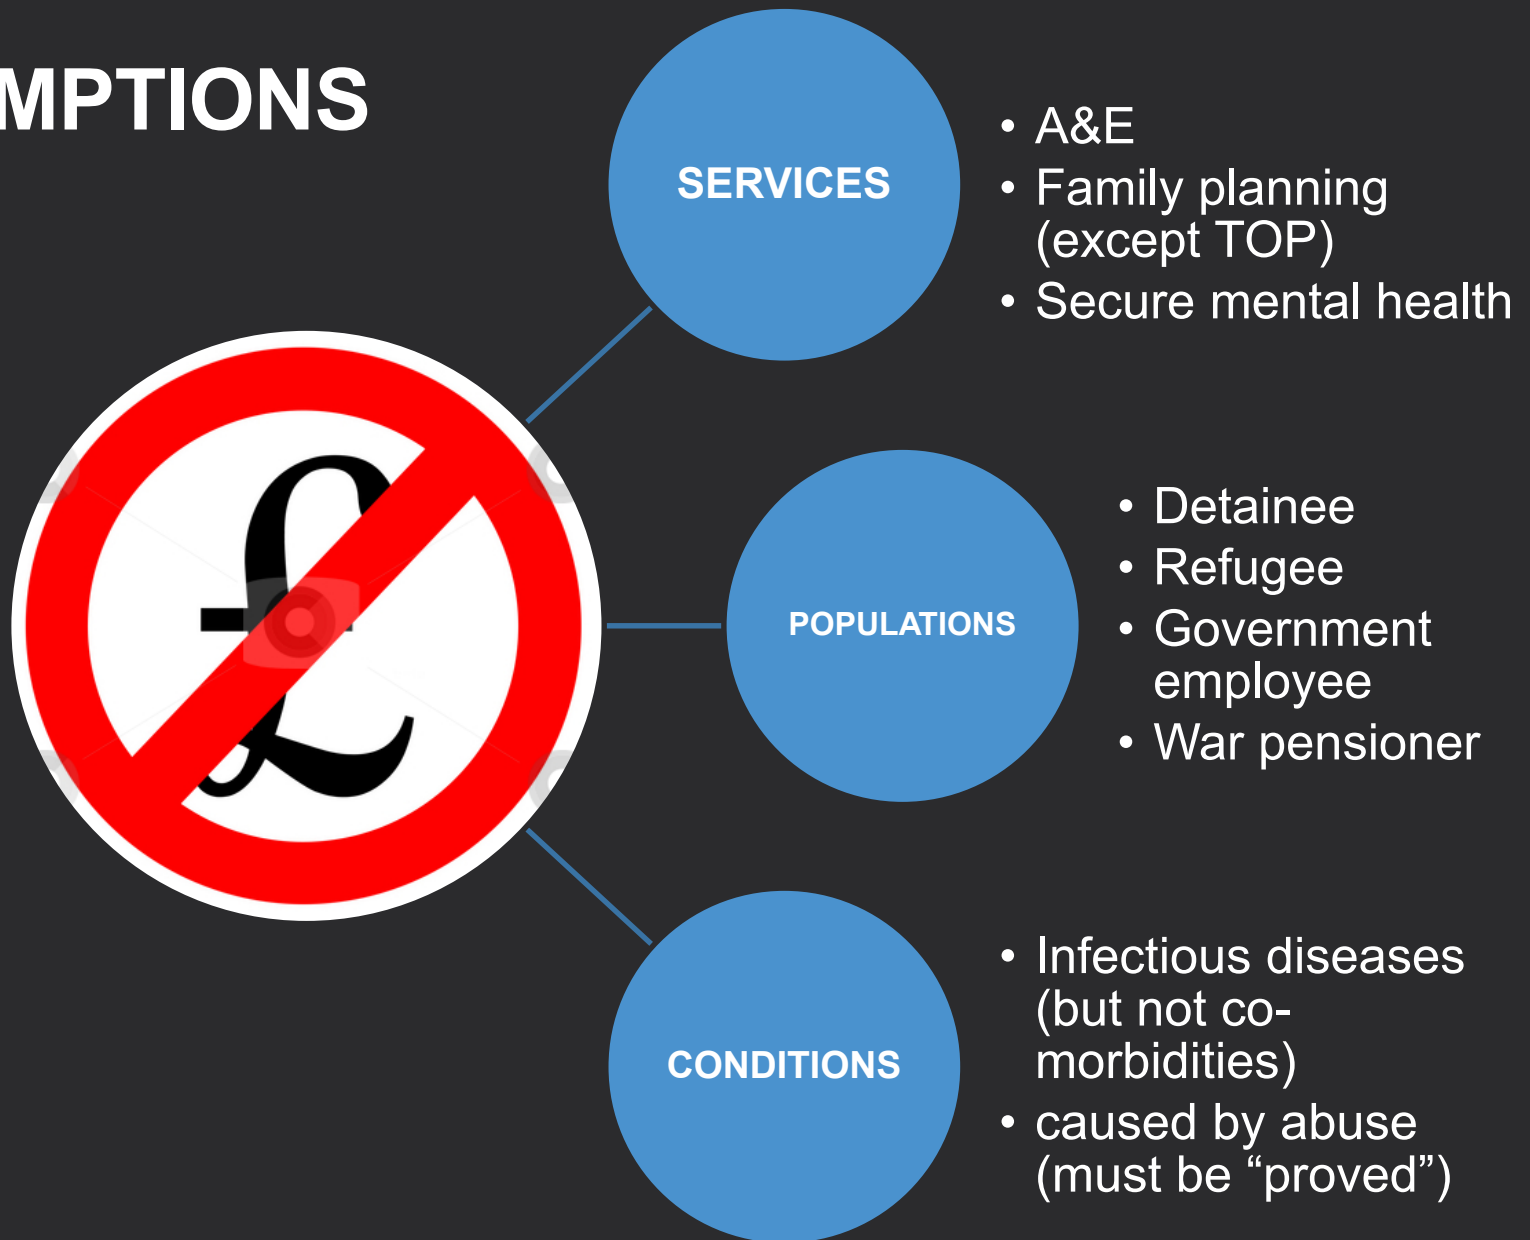 MPTIONS
SERVICES
• A&E
• Family planning
(except TOP)
• Secure mental health
£
POPULATIONS
• Detainee
• Refugee
• Government
employee
• War pensioner
CONDITIONS
• Infectious diseases
(but not co-
morbidities)
• caused by abuse
(must be “proved”)